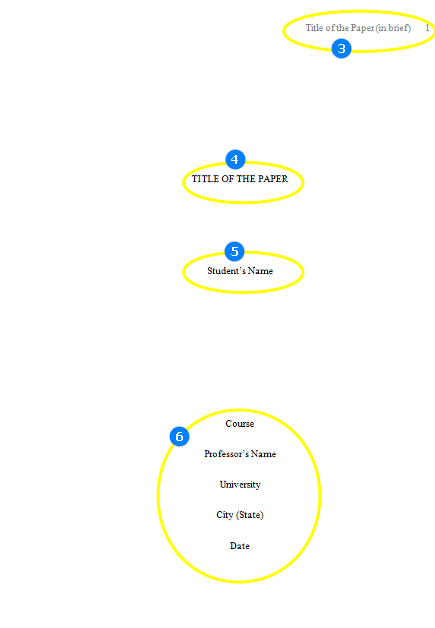 Title of the Paper (in brief) 1
3
4
TITLE OF THE PAPER
5
Student's Name
6
Course
Professor's Name
University
City (State)
Date